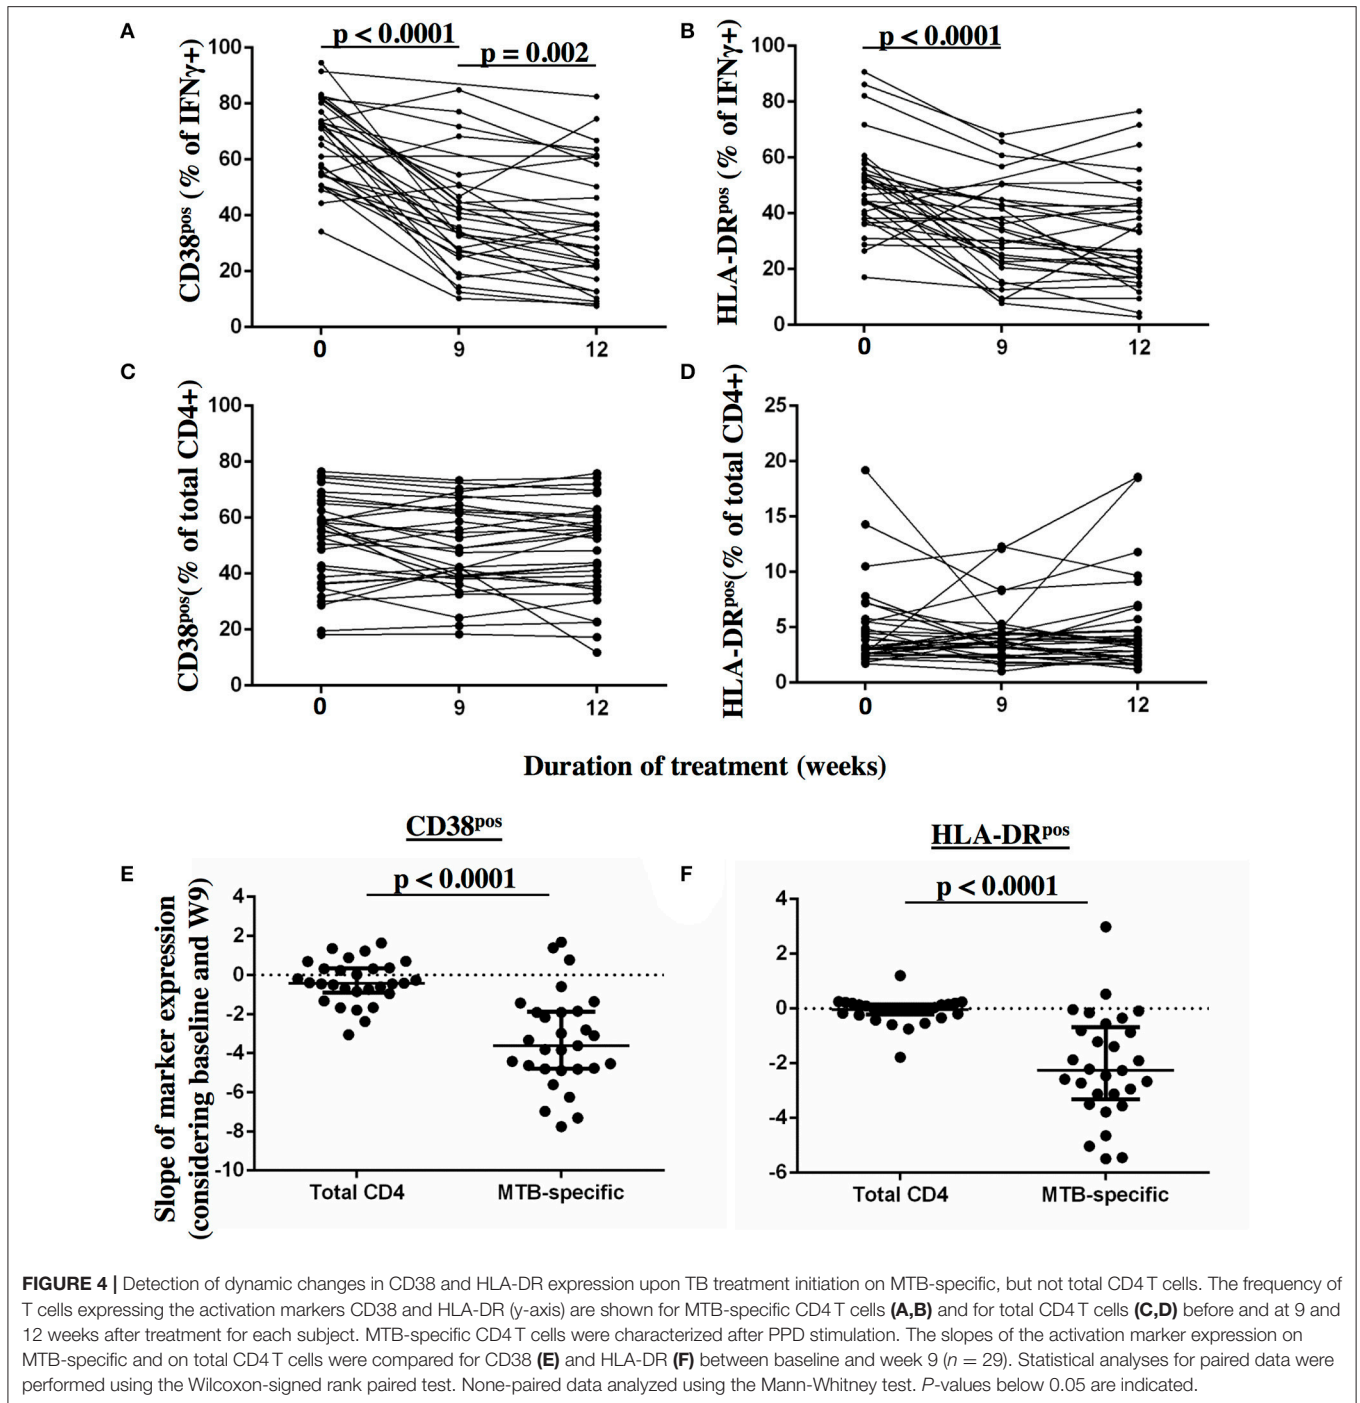 A
p < 0.0001
p = 0.002
CD38pos (% of IFNγ+)
100
80
60
40
20
0
0 9 12
B
p < 0.0001
HLA-DRpos (% of IFNγ+)
100
80
60
40
20
0
0 9 12
C
CD38pos(% of total CD4+)
100
80
60
40
20
0
0 9 12
D
HLA-DRpos(% of total CD4+)
25
20
15
10
5
0
0 9 12
Duration of treatment (weeks)
CD38pos
E
p < 0.0001
Slope of marker expression
(considering baseline and W9)
4
2
0
-2
-4
-6
-8
-10
Total CD4 MTB-specific
HLA-DRpos
F
p < 0.0001
4
2
0
-2
-4
-6
Total CD4 MTB-specific
FIGURE 4 | Detection of dynamic changes in CD38 and HLA-DR expression upon TB treatment initiation on MTB-specific, but not total CD4 T cells. The frequency of
T cells expressing the activation markers CD38 and HLA-DR (y-axis) are shown for MTB-specific CD4 T cells (A,B) and for total CD4 T cells (C,D) before and at 9 and
12 weeks after treatment for each subject. MTB-specific CD4 T cells were characterized after PPD stimulation. The slopes of the activation marker expression on
MTB-specific and on total CD4 T cells were compared for CD38 (E) and HLA-DR (F) between baseline and week 9 (n = 29). Statistical analyses for paired data were
performed using the Wilcoxon-signed rank paired test. None-paired data analyzed using the Mann-Whitney test. P-values below 0.05 are indicated.